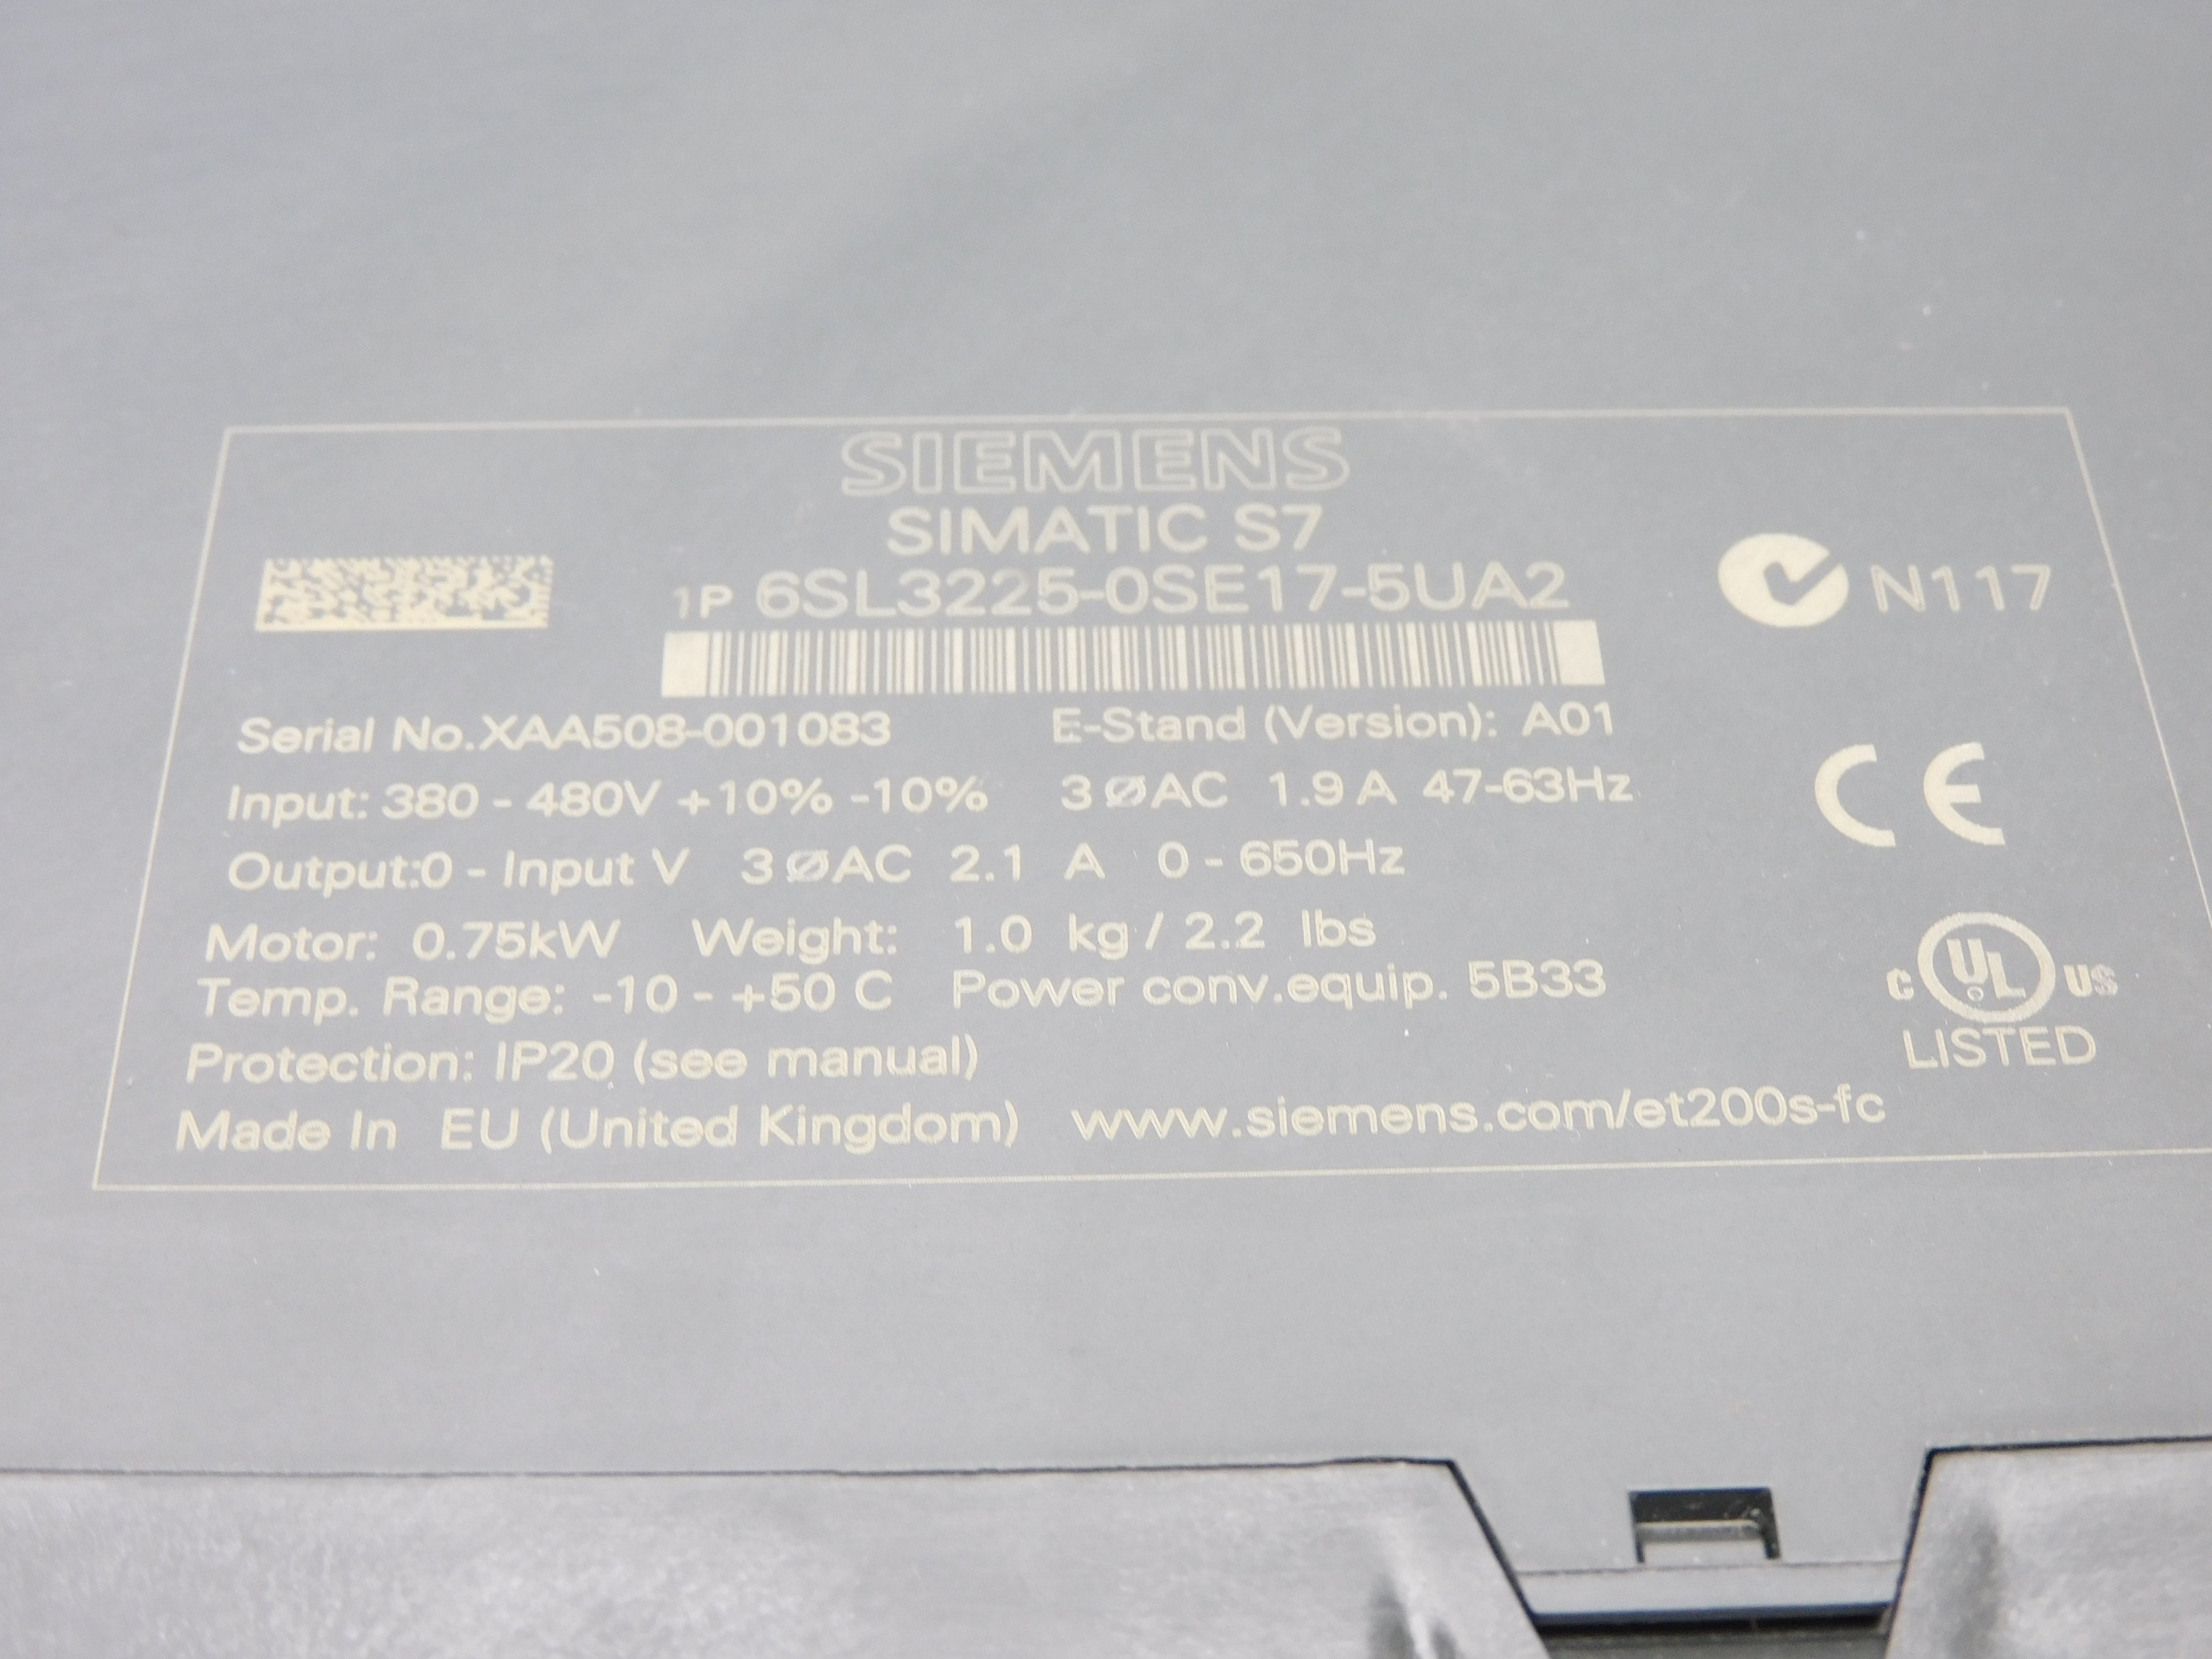 SIEMENS
SIMATIC S7
1P 6SL3225-0SE17-5UA2
N117
Serial No.XAA508-001083 E-Stand (Version): A01
Input: 380 - 480V +10% -10% 3 ØAC 1.9 A 47-63Hz
CE
Output:0 - Input V 3 ØAC 2.1 A 0 - 650Hz
Motor: 0.75kW Weight: 1.0 kg / 2.2 lbs
Temp. Range: -10 - +50 C Power conv.equip. 5B33
C UL US
LISTED
Protection: IP20 (see manual)
Made In EU (United Kingdom) www.siemens.com/et200s-fc